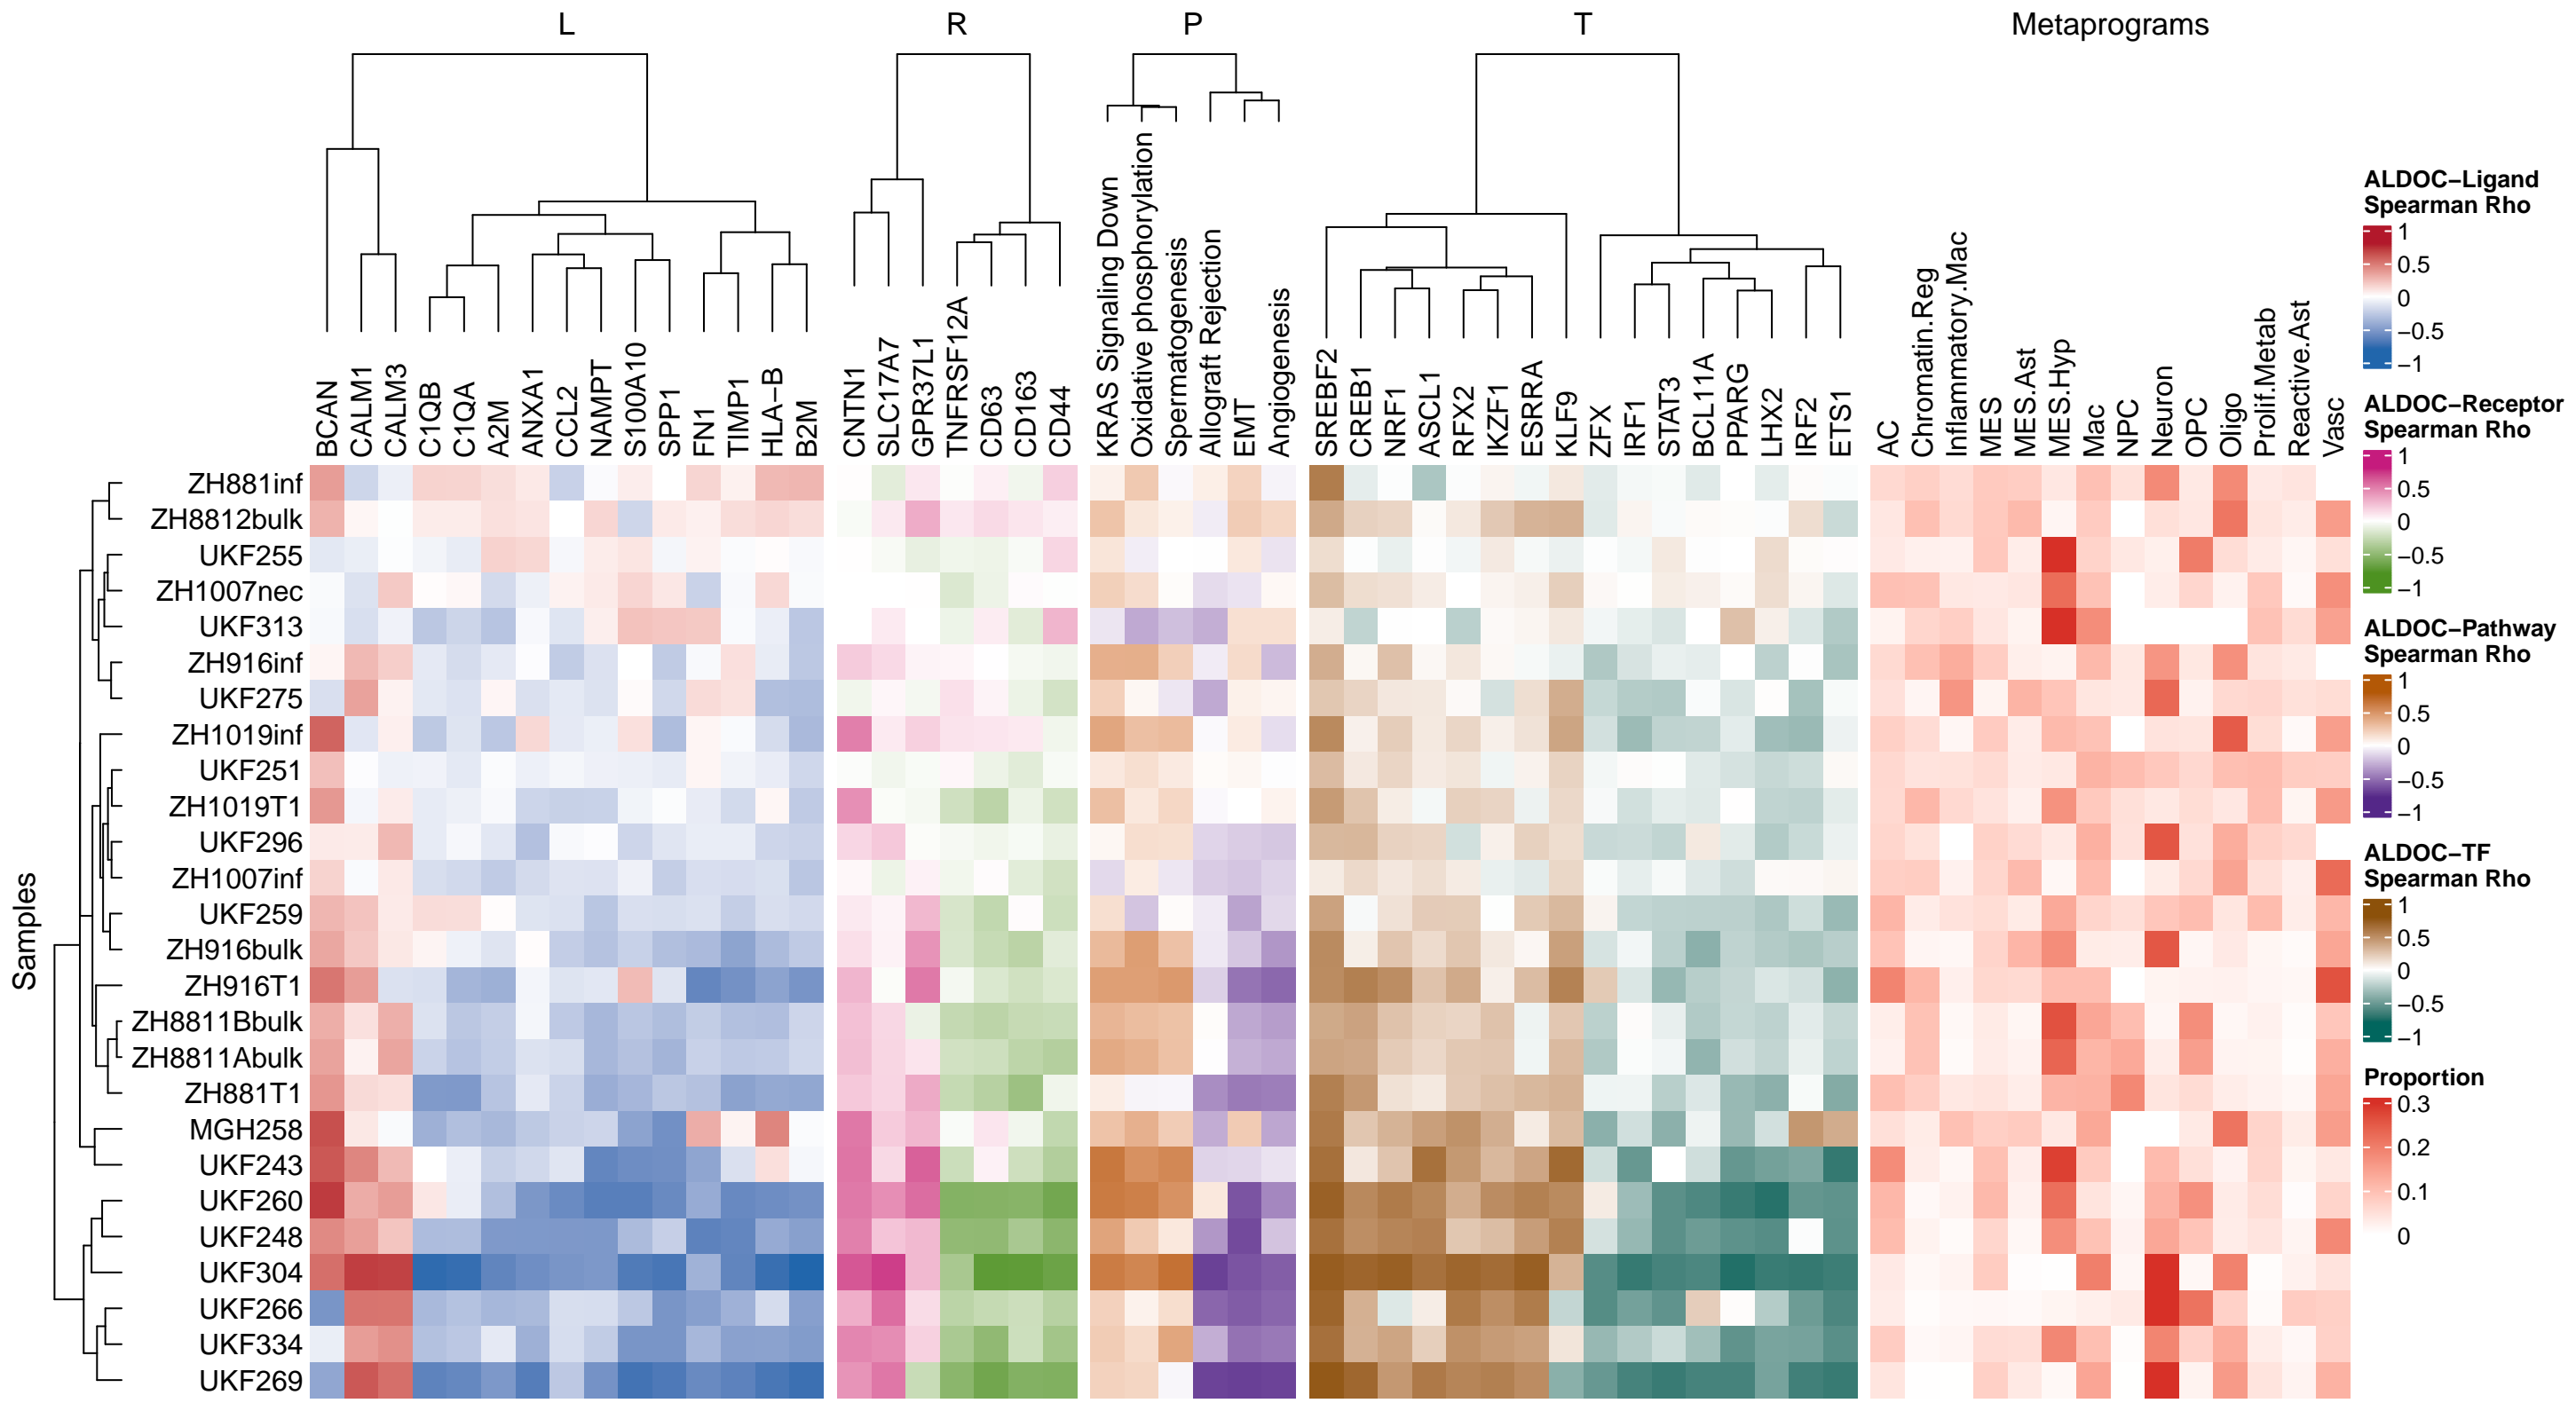 L
R
P
T
Metaprograms
BCAN
CALM1
CALM3
C1QB
C1QA
A2M
ANXA1
CCL2
NAMPT
S100A10
SPP1
FN1
TIMP1
HLA−B
B2M
CNTN1
SLC17A7
GPR37L1
TNFRSF12A
CD63
CD163
CD44
KRAS Signaling Down
Oxidative phosphorylation
Spermatogenesis
Allograft Rejection
EMT
Angiogenesis
SREBF2
CREB1
NRF1
ASCL1
RFX2
IKZF1
ESRRA
KLF9
ZFX
IRF1
STAT3
BCL11A
PPARG
LHX2
IRF2
ETS1
AC
Chromatin.Reg
Inflammatory.Mac
MES
MES.Ast
MES.Hyp
Mac
NPC
Neuron
OPC
Oligo
Prolif.Metab
Reactive.Ast
Vasc
Samples
ZH881inf
ZH8812bulk
UKF255
ZH1007nec
UKF313
ZH916inf
UKF275
ZH1019inf
UKF251
ZH1019T1
UKF296
ZH1007inf
UKF259
ZH916bulk
ZH916T1
ZH8811Bbulk
ZH8811Abulk
ZH881T1
MGH258
UKF243
UKF260
UKF248
UKF304
UKF266
UKF334
UKF269
ALDOC−Ligand
Spearman Rho
1
0.5
0
−0.5
−1
ALDOC−Receptor
Spearman Rho
1
0.5
0
−0.5
−1
ALDOC−Pathway
Spearman Rho
1
0.5
0
−0.5
−1
ALDOC−TF
Spearman Rho
1
0.5
0
−0.5
−1
Proportion
0.3
0.2
0.1
0